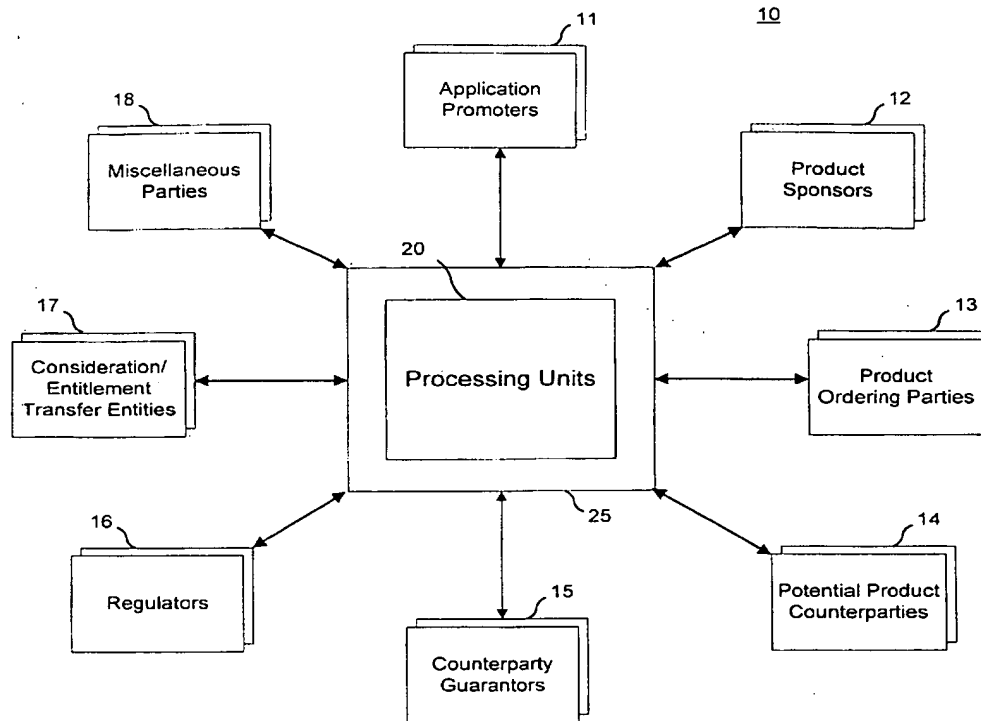 10
11
Application
Promoters
18
Miscellaneous
Parties
12
Product
Sponsors
20
Processing Units
17
Consideration/
Entitlement
Transfer Entities
13
Product
Ordering Parties
25
16
Regulators
15
Counterparty
Guarantors
14
Potential Product
Counterparties